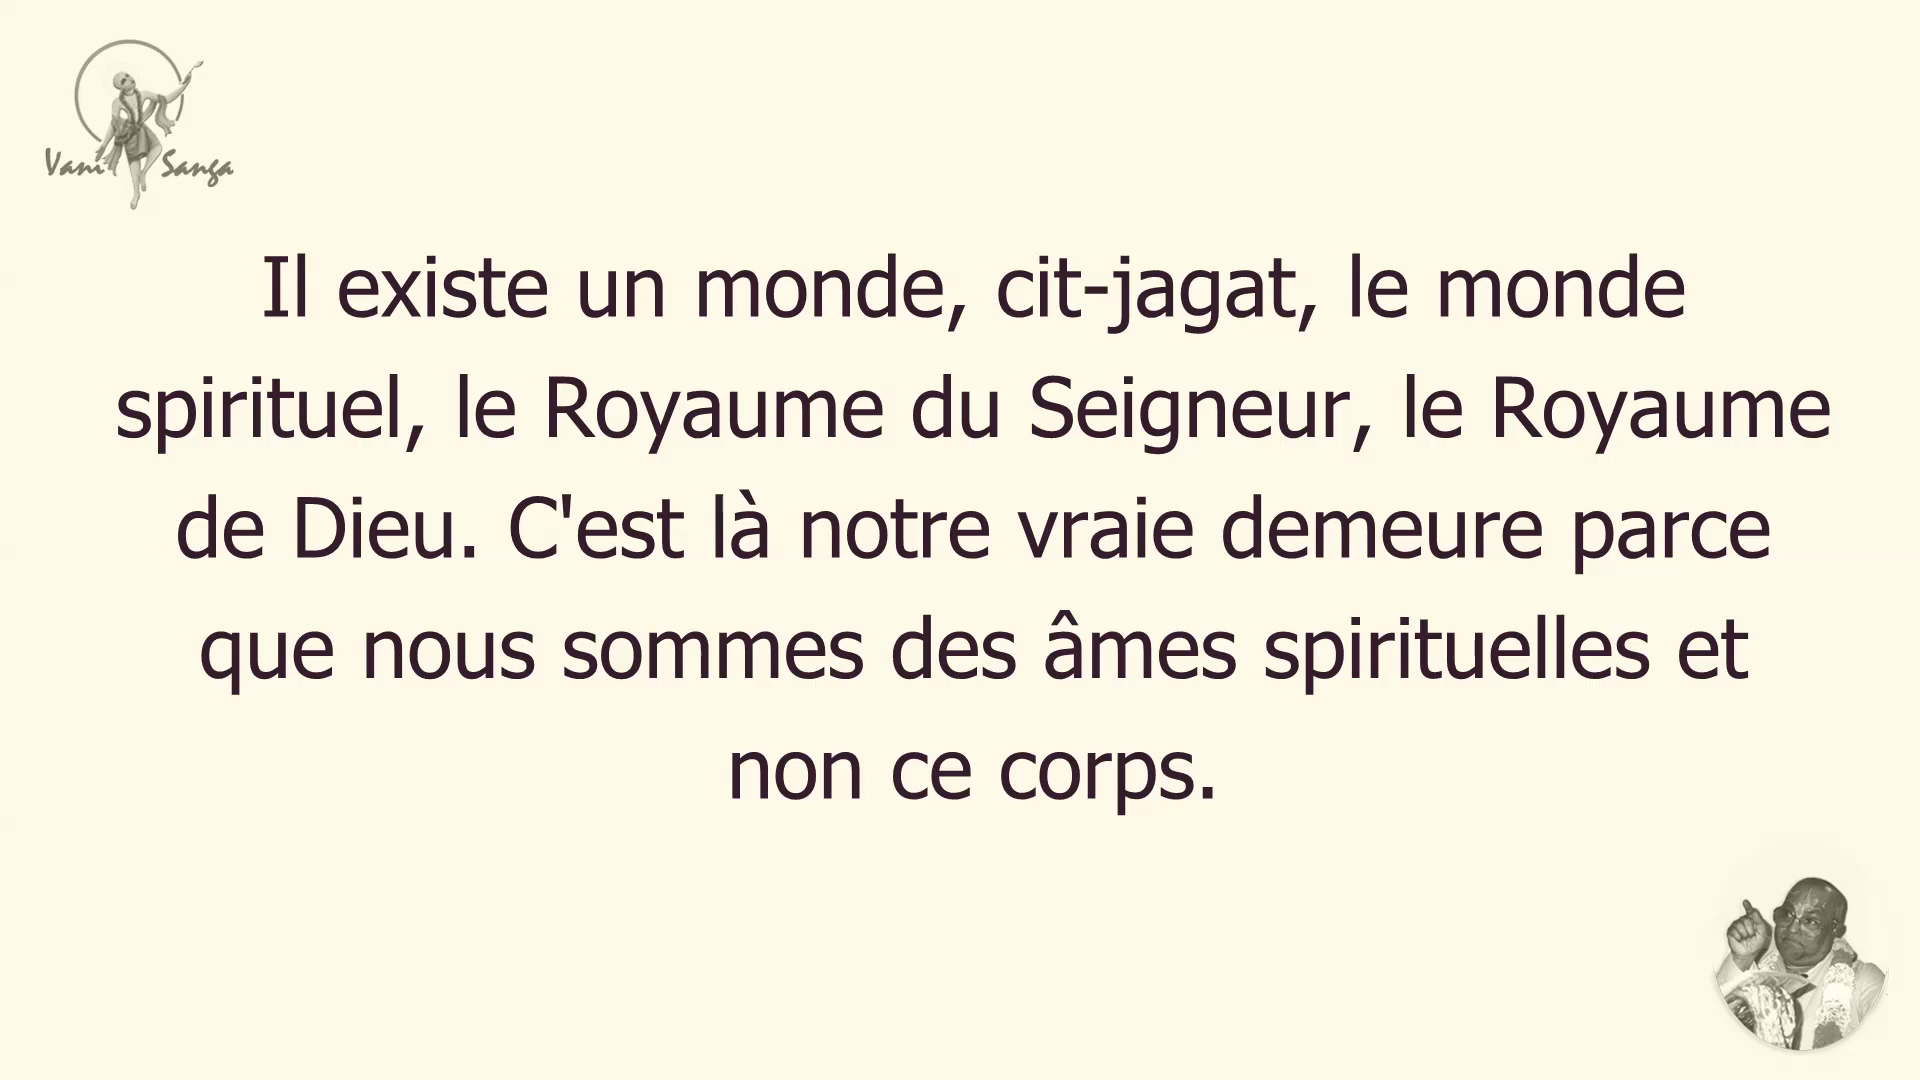 Vani Sanga
Il existe un monde, cit-jagat, le monde
spirituel, le Royaume du Seigneur, le Royaume
de Dieu. C'est là notre vraie demeure parce
que nous sommes des âmes spirituelles et
non ce corps.